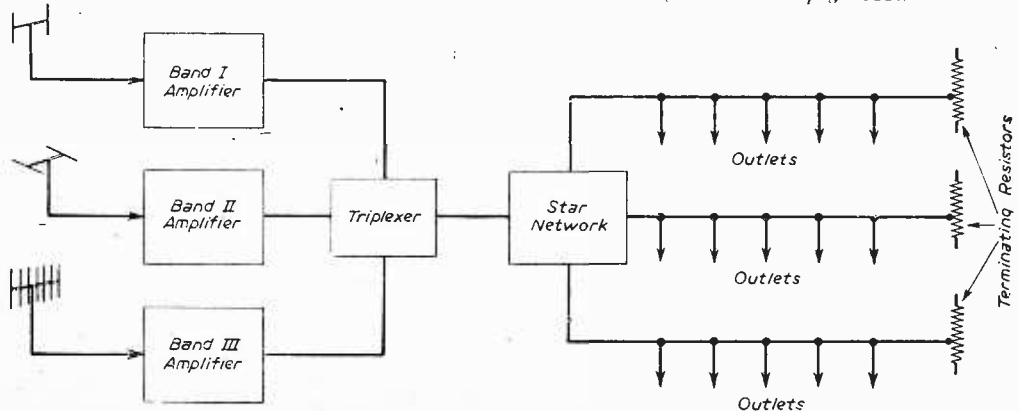 Band I
Amplifier
Band II
Amplifier
Band III
Amplifier
Triplexer
Star
Network
Outlets
Outlets
Outlets
Terminating Resistors